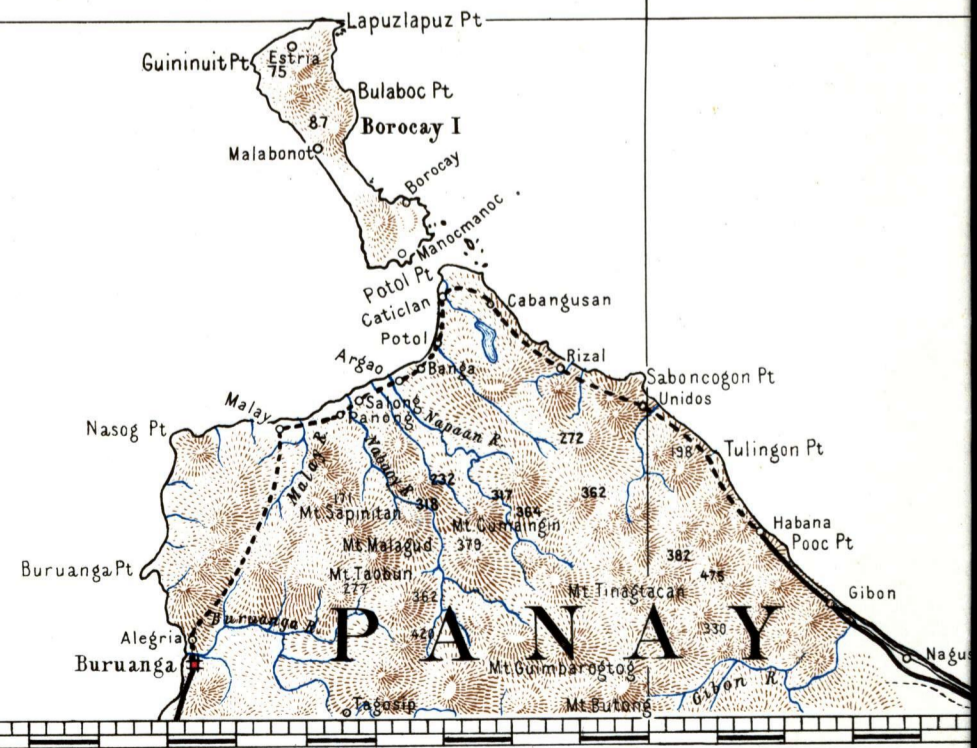 Lapuzlapuz Pt
Guininuit Pt
Estria
75
Bulaboc Pt
87
Borocay I
Malabonot
Borocay
Manocmanoc
Potol Pt
Caticlan
Cabangusan
Potol
Argao
Banga
Rizal
Saboncogon Pt
Unidos
Malay
Salong
Panong
Nasog Pt
Napaan R
272
198
Tulingon Pt
Malay R
Nabaoy R
232
171
318
317
364
362
Mt Sapinitan
Mt Cumaingin
Habana
Pooc Pt
Mt Malagud
379
382
475
Buruanga Pt
Mt Taobun
277
362
Mt Tinagtacan
Gibon
Buruanga R
PANAY
420
330
Alegria
Buruanga
Mt Guimbarogtog
Nagus
Gibon R
Tagosip
Mt Butong